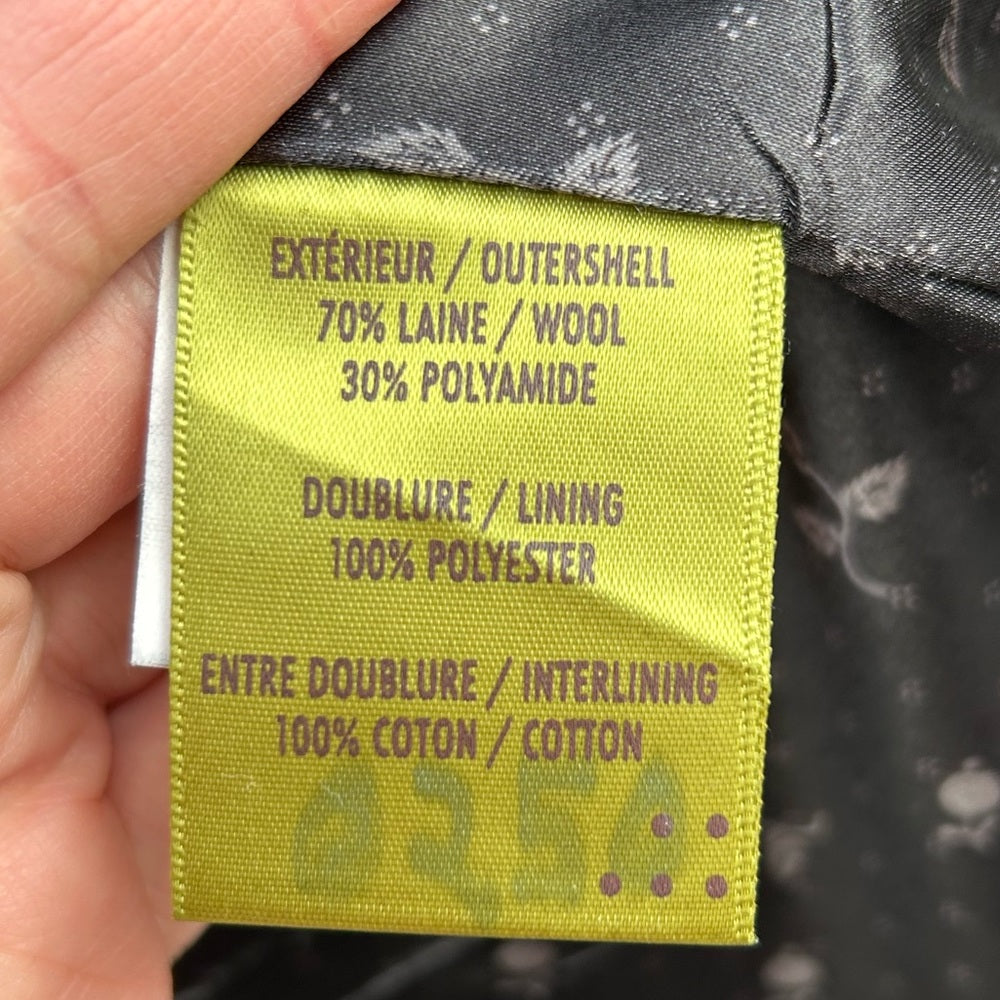 EXTÉRIEUR / OUTERSHELL
70% LAINE / WOOL
30% POLYAMIDE
DOUBLURE / LINING
100% POLYESTER
ENTRE DOUBLURE / INTERLINING
100% COTON / COTTON